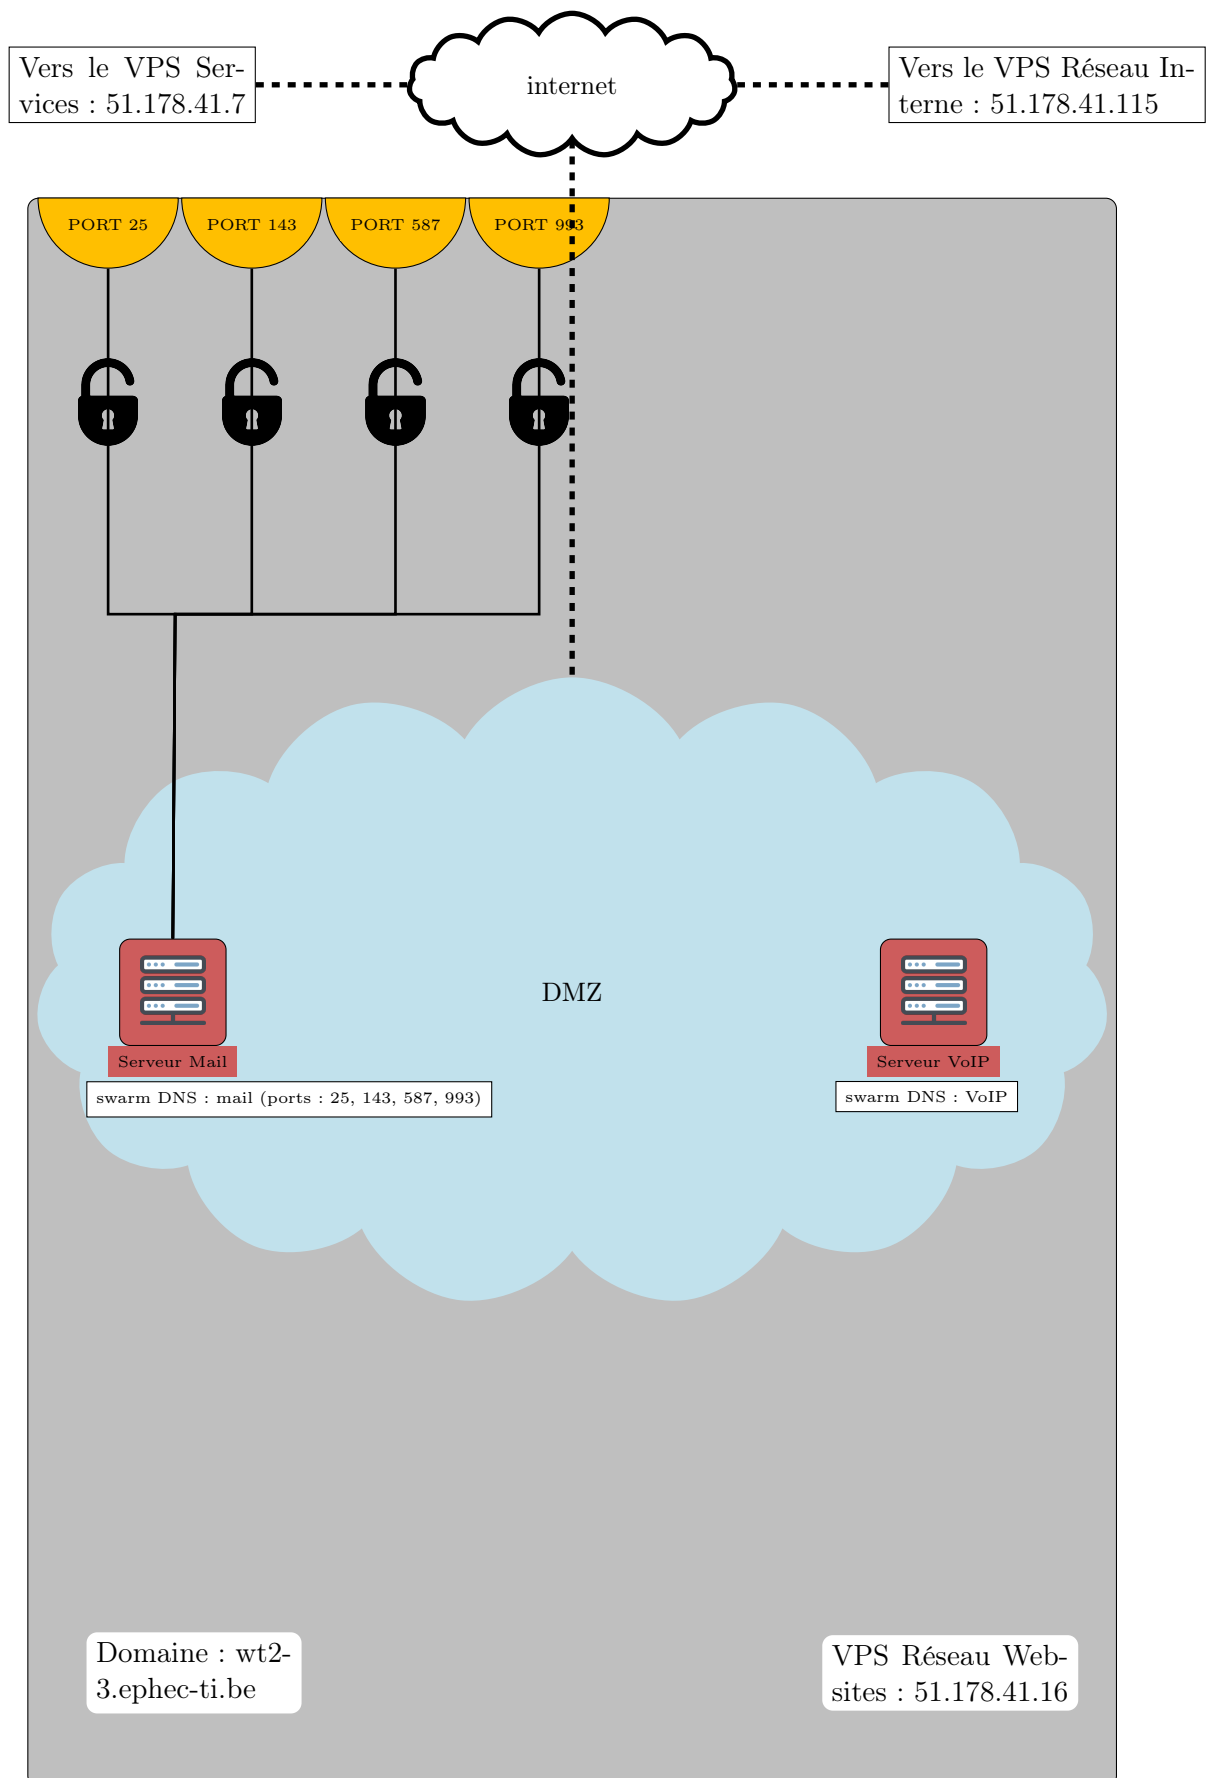 Vers le VPS Ser-
vices : 51.178.41.7
internet
Vers le VPS Réseau In-
terne : 51.178.41.115
PORT 25
PORT 143
PORT 587
PORT 993
DMZ
Serveur Mail
swarm DNS : mail (ports : 25, 143, 587, 993)
Serveur VoIP
swarm DNS : VoIP
Domaine : wt2-
3.ephec-ti.be
VPS Réseau Web-
sites : 51.178.41.16